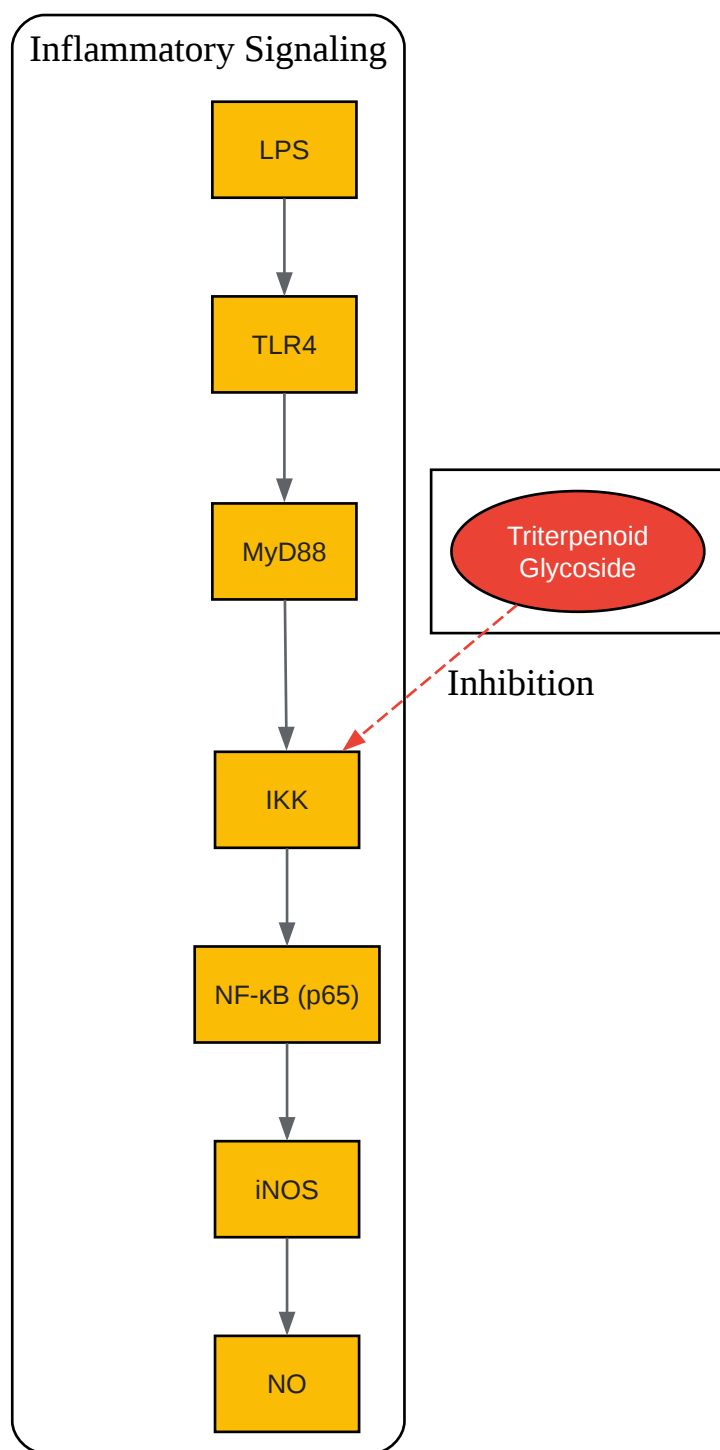 Inflammatory Signaling
LPS
TLR4
MyD88
Triterpenoid
Glycoside
Inhibition
IKK
NF-κB (p65)
iNOS
NO